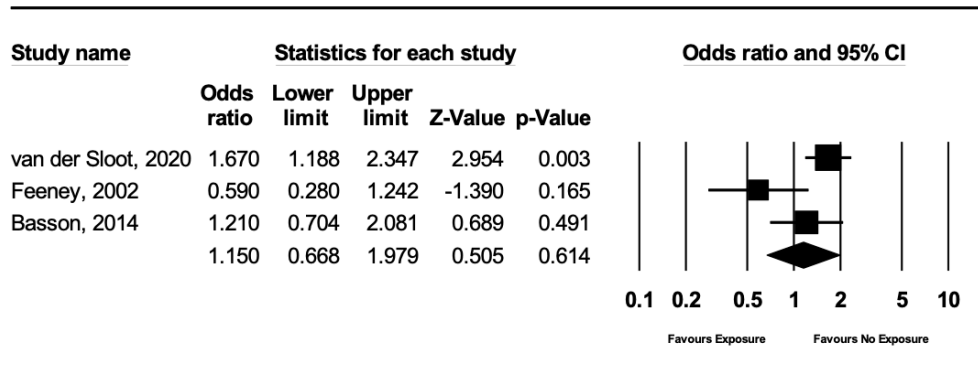 Study name Statistics for each study Odds ratio and 95% CI
Odds Lower Upper
ratio limit limit Z-Value p-Value
van der Sloot, 2020 1.670 1.188 2.347 2.954 0.003
Feeney, 2002 0.590 0.280 1.242 -1.390 0.165
Basson, 2014 1.210 0.704 2.081 0.689 0.491
1.150 0.668 1.979 0.505 0.614
0.1 0.2 0.5 1 2 5 10
Favours Exposure Favours No Exposure